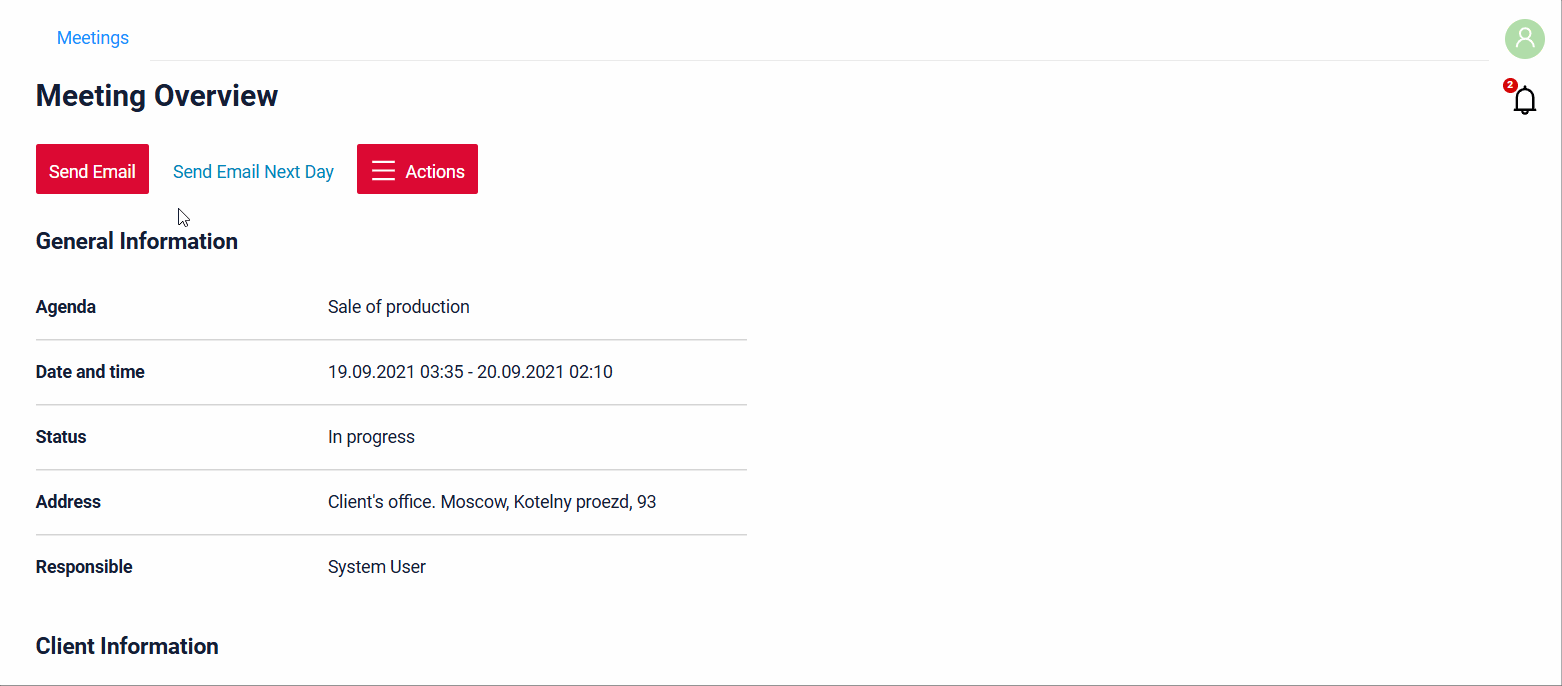 Meetings
Meeting Overview
2
Send Email Send Email Next Day Actions
General Information
Agenda Sale of production
Date and time 19.09.2021 03:35 - 20.09.2021 02:10
Status In progress
Address Client's office. Moscow, Kotelny proezd, 93
Responsible System User
Client Information